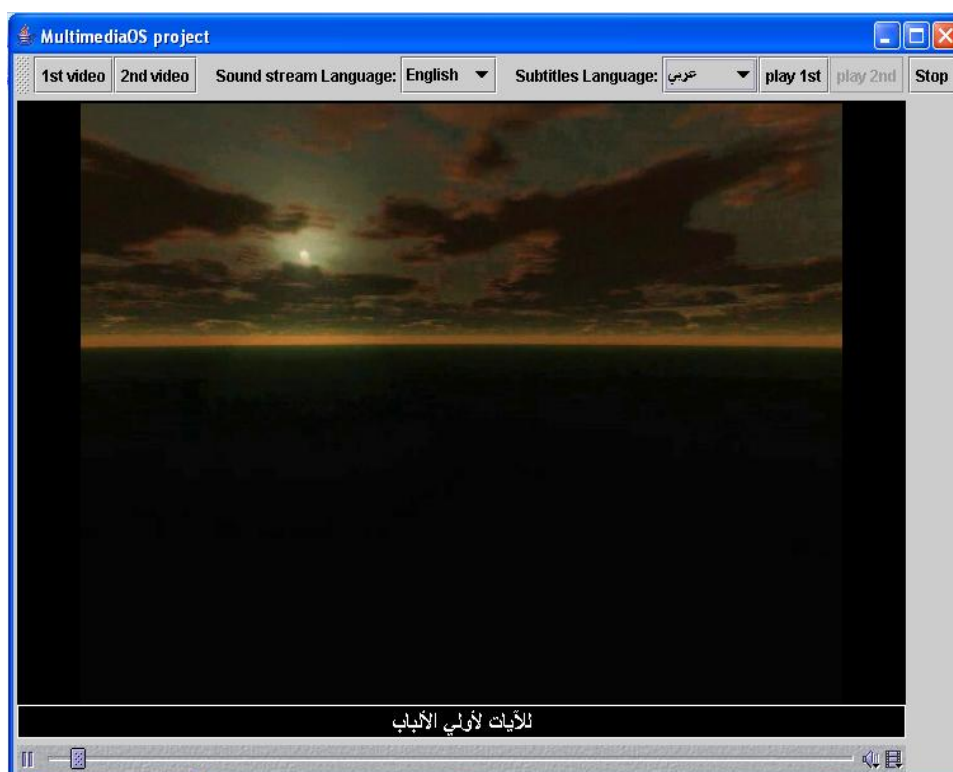 MultimediaOS project
1st video 2nd video Sound stream Language: English Subtitles Language: عربي play 1st play 2nd Stop
للآيات لأولي الألباب